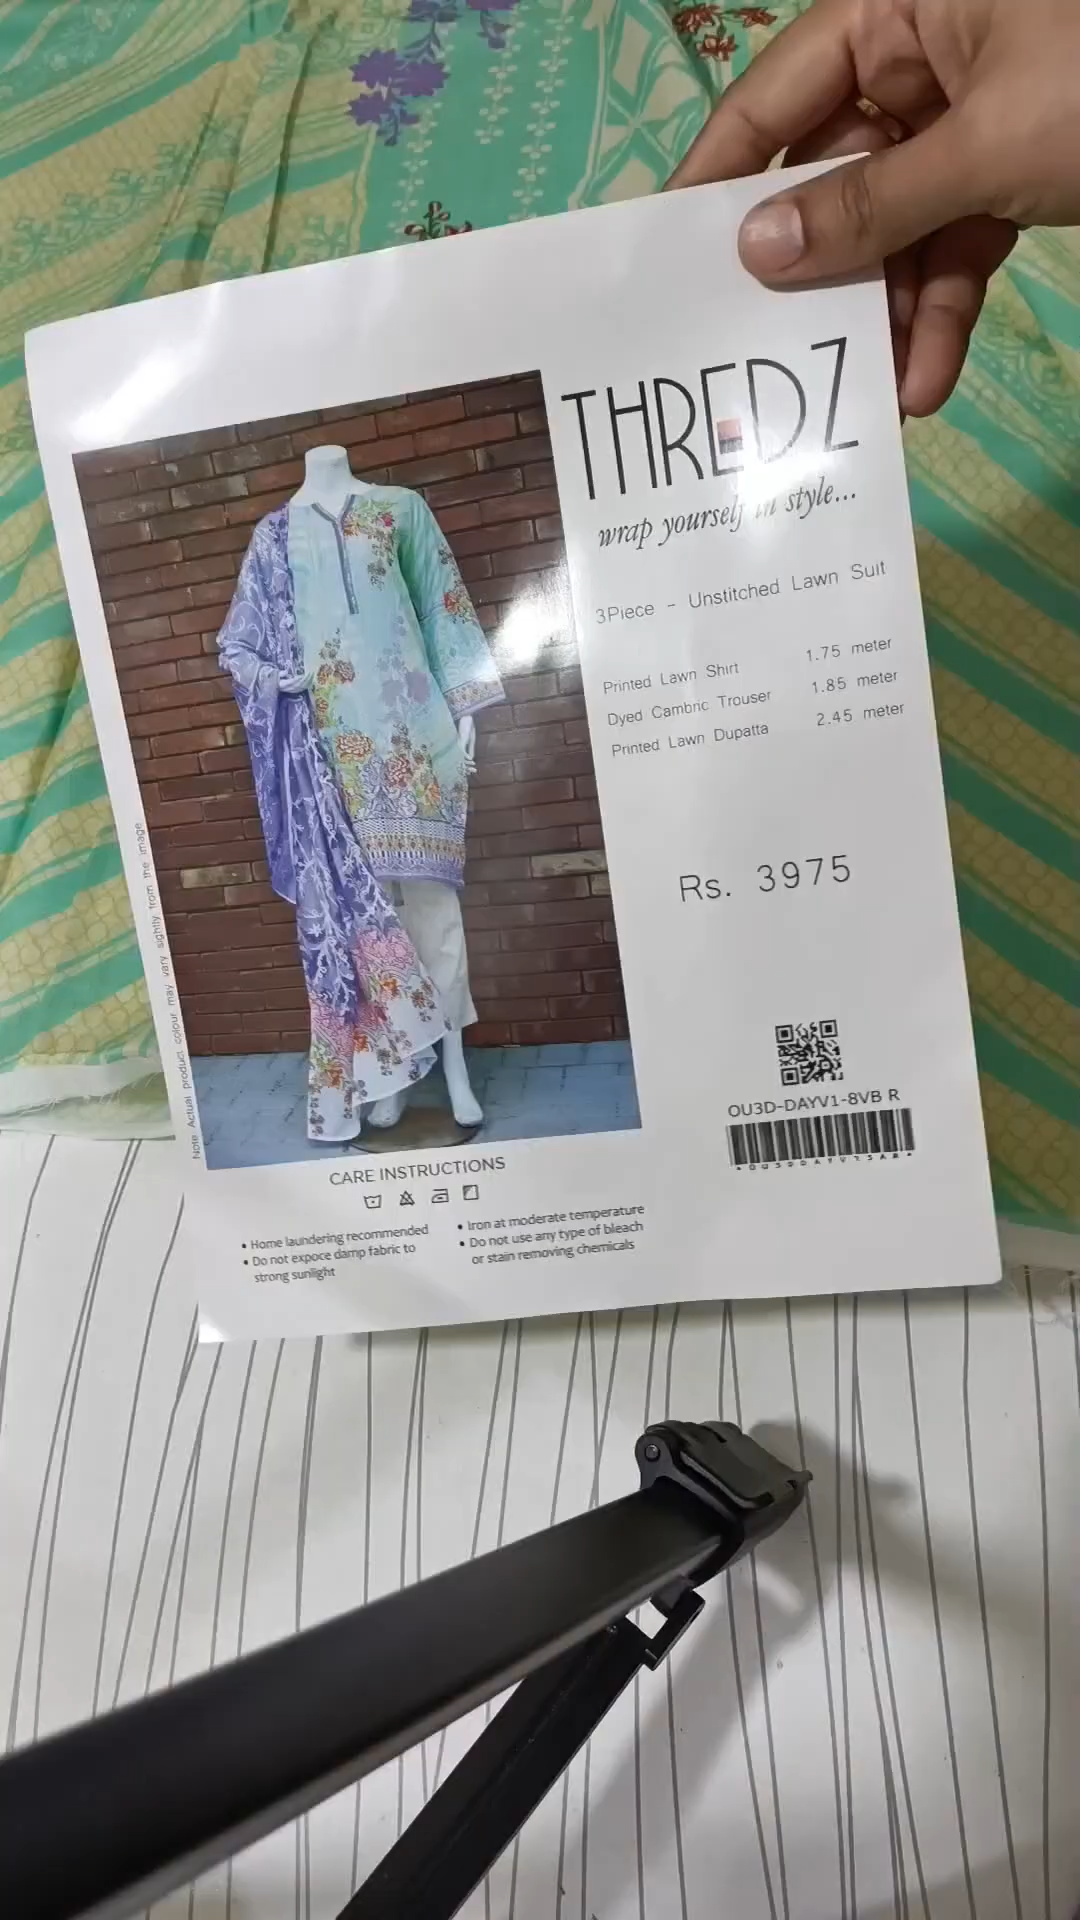 THREDZ
wrap yourself in style...
3Piece - Unstitched Lawn Suit
Printed Lawn Shirt 1.75 meter
Dyed Cambric Trouser 1.85 meter
Printed Lawn Dupatta 2.45 meter
Rs. 3975
OU3D-DAYV1-8VB R
Note: Actual product colour may vary sightly from the image
CARE INSTRUCTIONS
• Home laundering recommended
• Do not expoce damp fabric to
strong sunlight
• Iron at moderate temperature
• Do not use any type of bleach
or stain removing chemicals